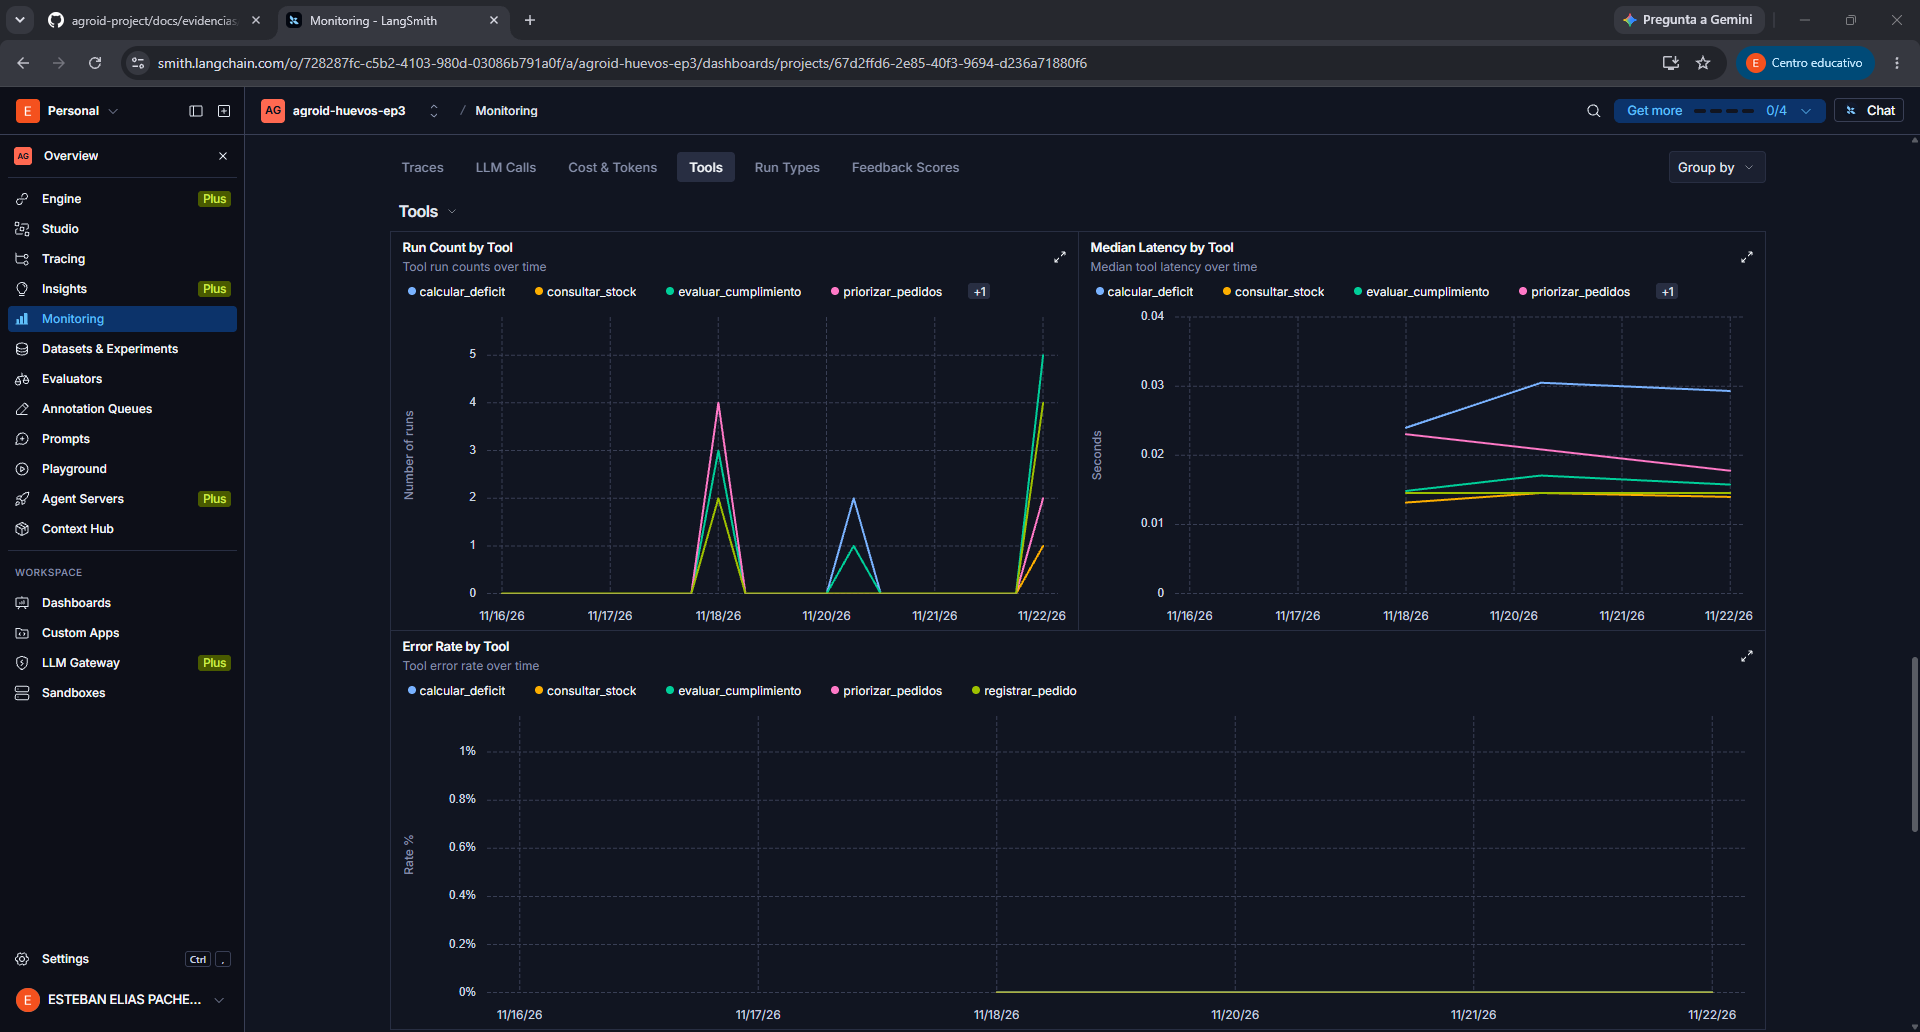 agroid-project/docs/evidencias
Monitoring - LangSmith
Pregunta a Gemini
smith.langchain.com/o/728287fc-c5b2-4103-980d-03086b791a0f/a/agroid-huevos-ep3/dashboards/projects/67d2ffd6-2e85-40f3-9694-d236a71880f6
E Centro educativo
E Personal
AG agroid-huevos-ep3 / Monitoring
Get more 0/4
Chat
AG Overview
Engine Plus
Studio
Tracing
Insights Plus
Monitoring
Datasets & Experiments
Evaluators
Annotation Queues
Prompts
Playground
Agent Servers Plus
Context Hub
WORKSPACE
Dashboards
Custom Apps
LLM Gateway Plus
Sandboxes
Settings Ctrl .
E ESTEBAN ELIAS PACHE...
Traces LLM Calls Cost & Tokens Tools Run Types Feedback Scores
Group by
Tools
Run Count by Tool
Tool run counts over time
calcular_deficit consultar_stock evaluar_cumplimiento priorizar_pedidos +1
Number of runs
5
4
3
2
1
0
11/16/26 11/17/26 11/18/26 11/20/26 11/21/26 11/22/26
Median Latency by Tool
Median tool latency over time
calcular_deficit consultar_stock evaluar_cumplimiento priorizar_pedidos +1
Seconds
0.04
0.03
0.02
0.01
0
11/16/26 11/17/26 11/18/26 11/20/26 11/21/26 11/22/26
Error Rate by Tool
Tool error rate over time
calcular_deficit consultar_stock evaluar_cumplimiento priorizar_pedidos registrar_pedido
Rate %
1%
0.8%
0.6%
0.4%
0.2%
0%
11/16/26 11/17/26 11/18/26 11/20/26 11/21/26 11/22/26